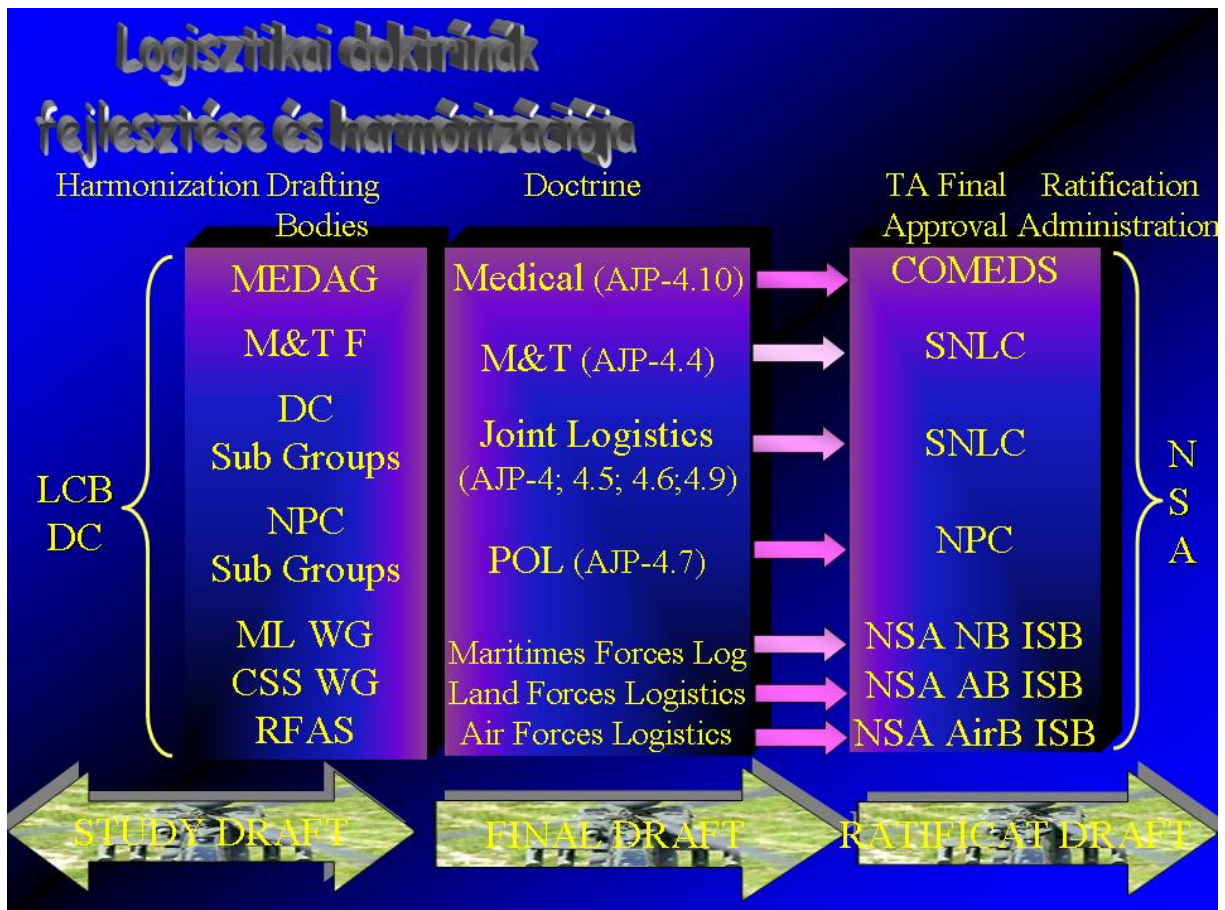 Logisztikai doktrínák
fejlesztése és harmónizációja
Harmonization Drafting
Bodies
Doctrine
TA Final
Approval
Ratification
Administration
LCB
DC
MEDAG
M&T F
DC
Sub Groups
NPC
Sub Groups
ML WG
CSS WG
RFAS
Medical (AJP-4.10)
M&T (AJP-4.4)
Joint Logistics
(AJP-4; 4.5; 4.6;4.9)
POL (AJP-4.7)
Maritimes Forces Log
Land Forces Logistics
Air Forces Logistics
COMEDS
SNLC
SNLC
NPC
NSA NB ISB
NSA AB ISB
NSA AirB ISB
N
S
A
STUDY DRAFT
FINAL DRAFT
RATIFICAT DRAFT